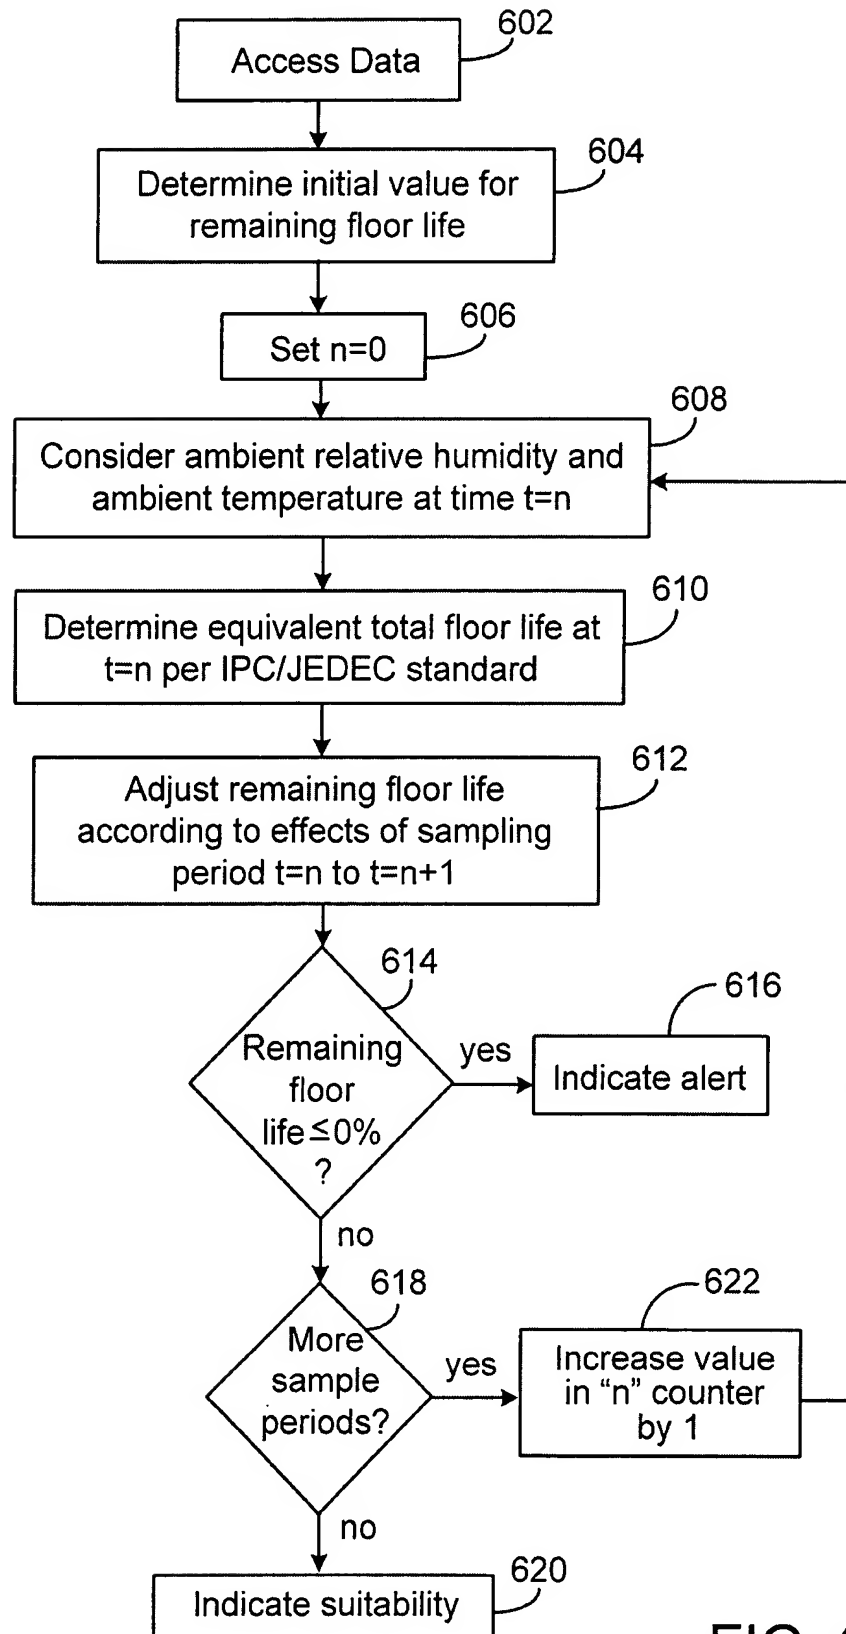 602
Access Data
604
Determine initial value for
remaining floor life
606
Set n=0
608
Consider ambient relative humidity and
ambient temperature at time t=n
610
Determine equivalent total floor life at
t=n per IPC/JEDEC standard
612
Adjust remaining floor life
according to effects of sampling
period t=n to t=n+1
614
616
Remaining
floor
life≤0%
?
yes
Indicate alert
no
618
622
More
sample
periods?
yes
Increase value
in “n” counter
by 1
no
620
Indicate suitability
FIG.